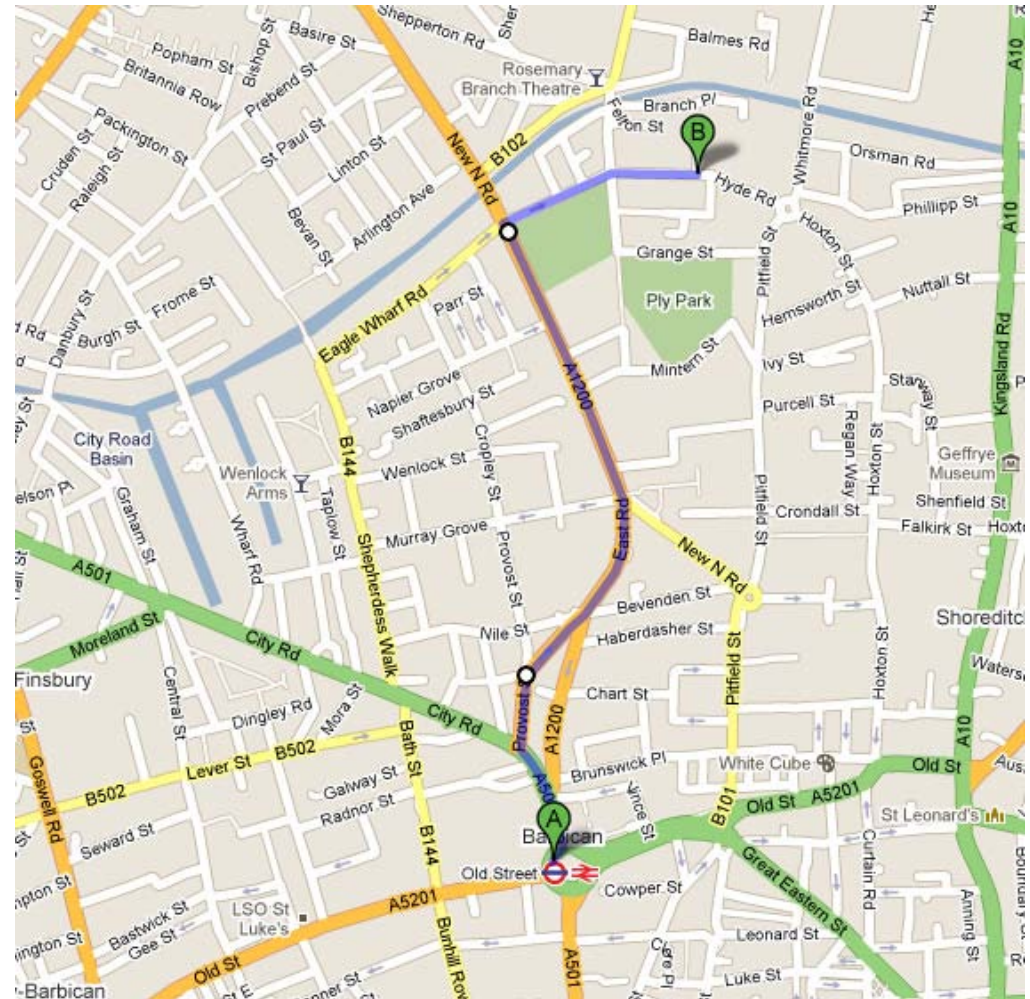 Shepperton Rd
Basire St
Bishop St
Popham St
Britannia Row
Prebend St
Packington St
St Paul St
Cruden St
Raleigh St
Linton St
Bevan St
Arlington Ave
New N Rd
B102
Rosemary
Branch Theatre
Balmes Rd
Branch Pl
Felton St
B
Whitmore Rd
Orsman Rd
A10
Hyde Rd
Phillipp St
A10
Hoxton St
Pitfield St
Grange St
Nuttall St
Ply Park
Hemsworth St
Eagle Wharf Rd
Parr St
Frome St
Danbury St
Burgh St
Mintern St
Ivy St
Kingsland Rd
A1200
Napier Grove
Shaftesbury St
Stanway St
Purcell St
Regan Way
Hoxton St
City Road
Basin
B144
Cropley St
Wenlock St
Wenlock
Arms
Geffrye
Museum
Graham St
Wharf Rd
Taplow St
Pitfield St
Shenfield St
Crondall St
Falkirk St
Murray Grove
East Rd
New N Rd
A501
Shepherdess Walk
Provost St
Bevenden St
Moreland St
City Rd
Nile St
Haberdasher St
Finsbury
Central St
Pitfield St
Hoxton St
Chart St
Mora St
Dingley Rd
City Rd
Provost
A1200
A10
Goswell Rd
Lever St
B502
B502
Bath St
Galway St
Radnor St
Brunswick Pl
White Cube
Old St
Old St
A5201
B101
St Leonard's
A
Barbican
Seward St
B144
Old Street
Cowper St
Great Eastern St
Curtain Rd
A5201
LSO St
Luke's
Bastwick St
Gee St
Old St
Bunhill Row
A501
Leonard St
Luke St
Anning St